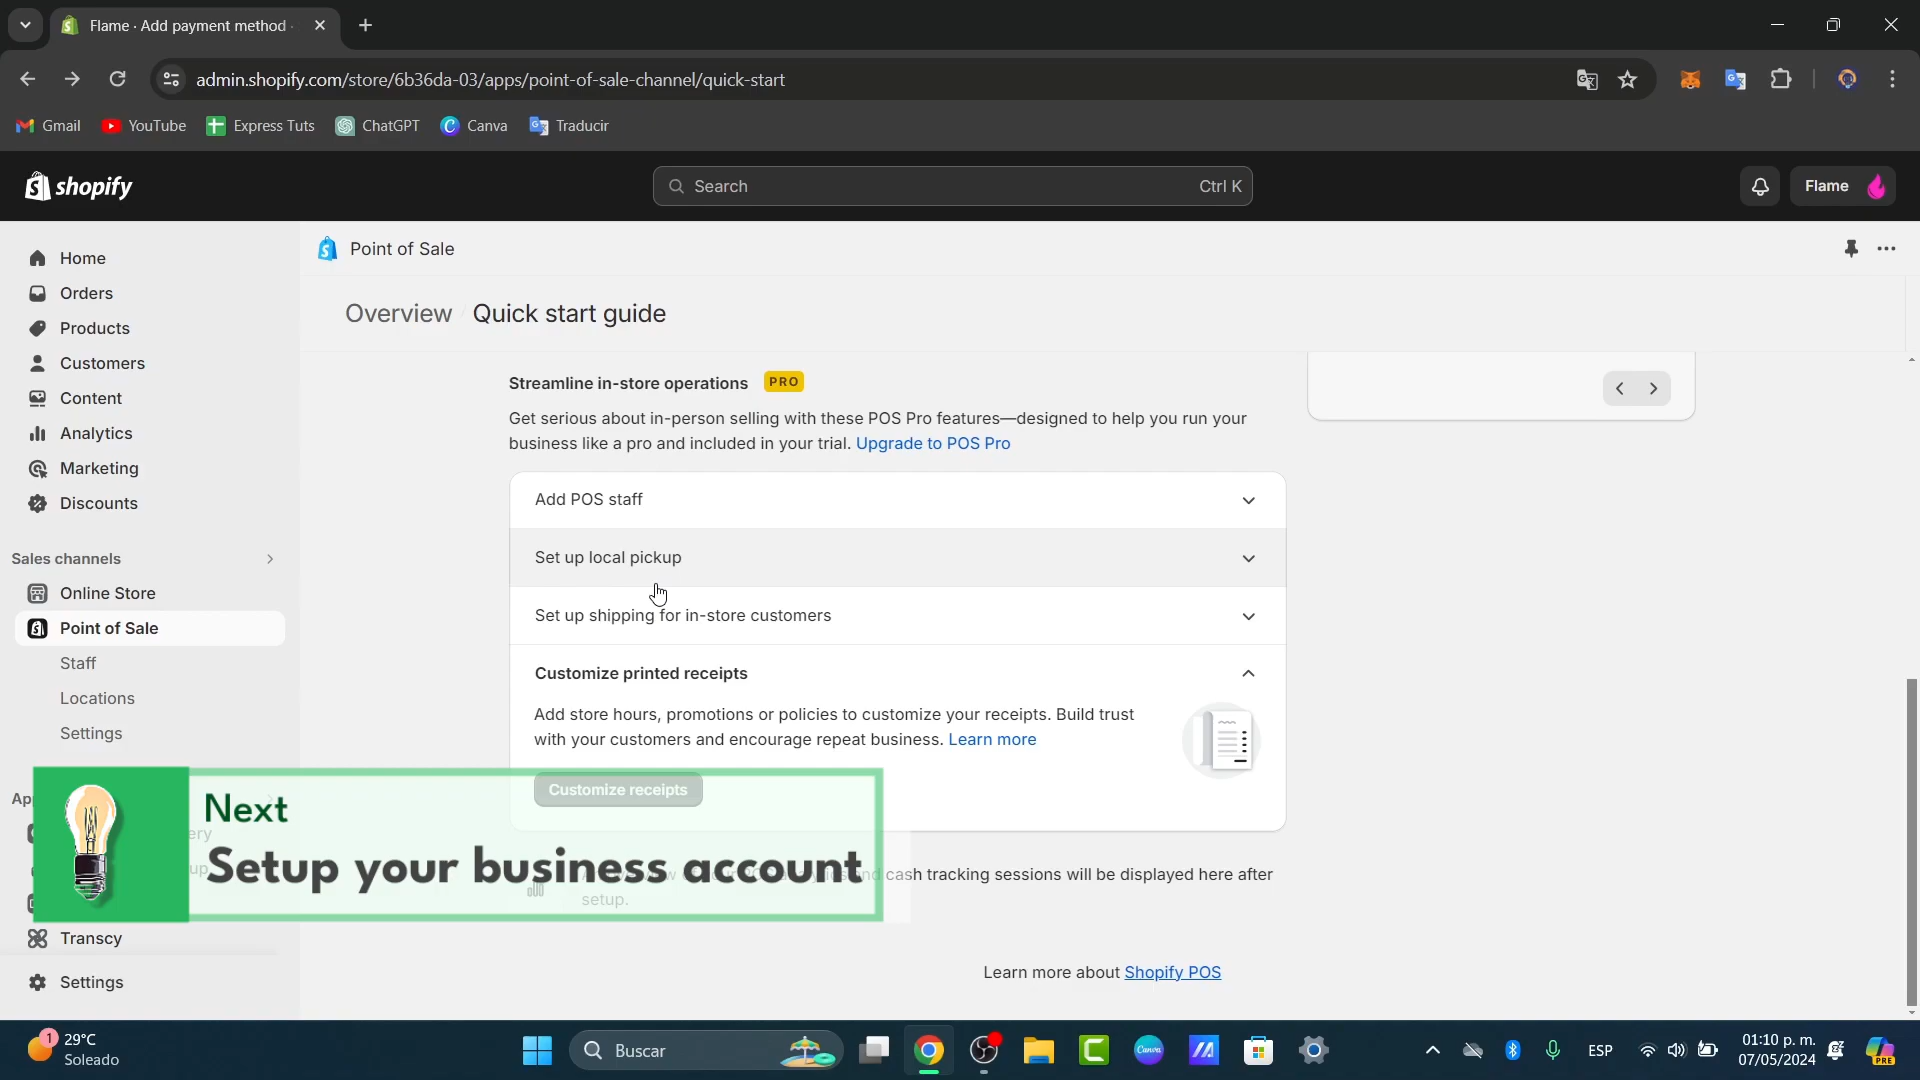 Flame · Add payment method ·
admin.shopify.com/store/6b36da-03/apps/point-of-sale-channel/quick-start
Gmail
YouTube
Express Tuts
ChatGPT
Canva
Traducir
shopify
Search
Ctrl K
Flame
Home
Orders
Products
Customers
Content
Analytics
Marketing
Discounts
Sales channels
Online Store
Point of Sale
Staff
Locations
Settings
Transcy
Settings
Point of Sale
Overview
Quick start guide
Streamline in-store operations PRO
Get serious about in-person selling with these POS Pro features—designed to help you run your
business like a pro and included in your trial. Upgrade to POS Pro
Add POS staff
Set up local pickup
Set up shipping for in-store customers
Customize printed receipts
Add store hours, promotions or policies to customize your receipts. Build trust
with your customers and encourage repeat business. Learn more
Customize receipts
Next
Setup your business account
cash tracking sessions will be displayed here after
setup.
Learn more about Shopify POS
1
29°C
Soleado
Buscar
Canva
ESP
01:10 p. m.
07/05/2024
PRE